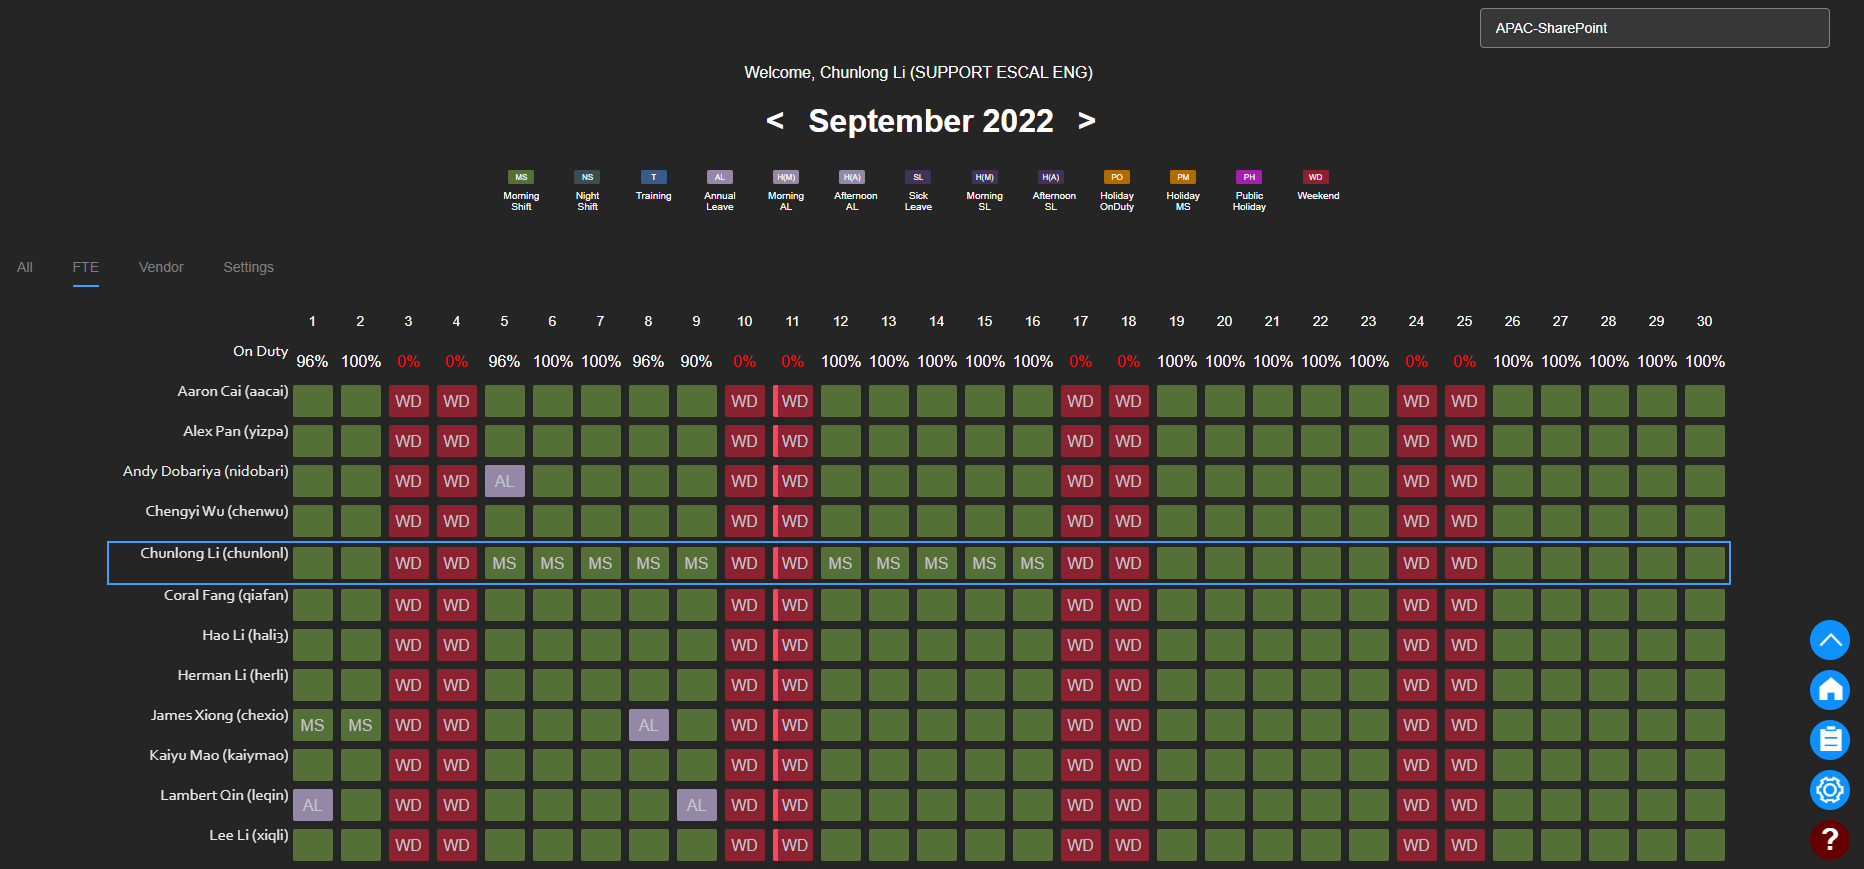 APAC-SharePoint
Welcome, Chunlong Li (SUPPORT ESCAL ENG)
< September 2022 >
MS NS T AL H(M) H(A) SL H(M) H(A) PO PM PH WD
Morning Shift Night Shift Training Annual Leave Morning AL Afternoon AL Sick Leave Morning SL Afternoon SL Holiday OnDuty Holiday MS Public Holiday Weekend
All FTE Vendor Settings
1 2 3 4 5 6 7 8 9 10 11 12 13 14 15 16 17 18 19 20 21 22 23 24 25 26 27 28 29 30
On Duty 96% 100% 0% 0% 96% 100% 100% 96% 90% 0% 0% 100% 100% 100% 100% 100% 0% 0% 100% 100% 100% 100% 100% 0% 0% 100% 100% 100% 100% 100%
Aaron Cai (aacai) WD WD WD WD WD WD WD WD
Alex Pan (yizpa) WD WD WD WD WD WD WD WD
Andy Dobariya (nidobari) WD WD AL WD WD WD WD WD WD
Chengyi Wu (chenwu) WD WD WD WD WD WD WD WD
Chunlong Li (chunlonl) WD WD MS MS MS MS MS WD WD MS MS MS MS MS WD WD WD WD
Coral Fang (qiafan) WD WD WD WD WD WD WD WD
Hao Li (hali3) WD WD WD WD WD WD WD WD
Herman Li (herli) WD WD WD WD WD WD WD WD
James Xiong (chexio) MS MS WD WD AL WD WD WD WD WD WD
Kaiyu Mao (kaiymao) WD WD WD WD WD WD WD WD
Lambert Qin (leqin) AL WD WD AL WD WD WD WD WD WD
Lee Li (xiqli) WD WD WD WD WD WD WD WD
?